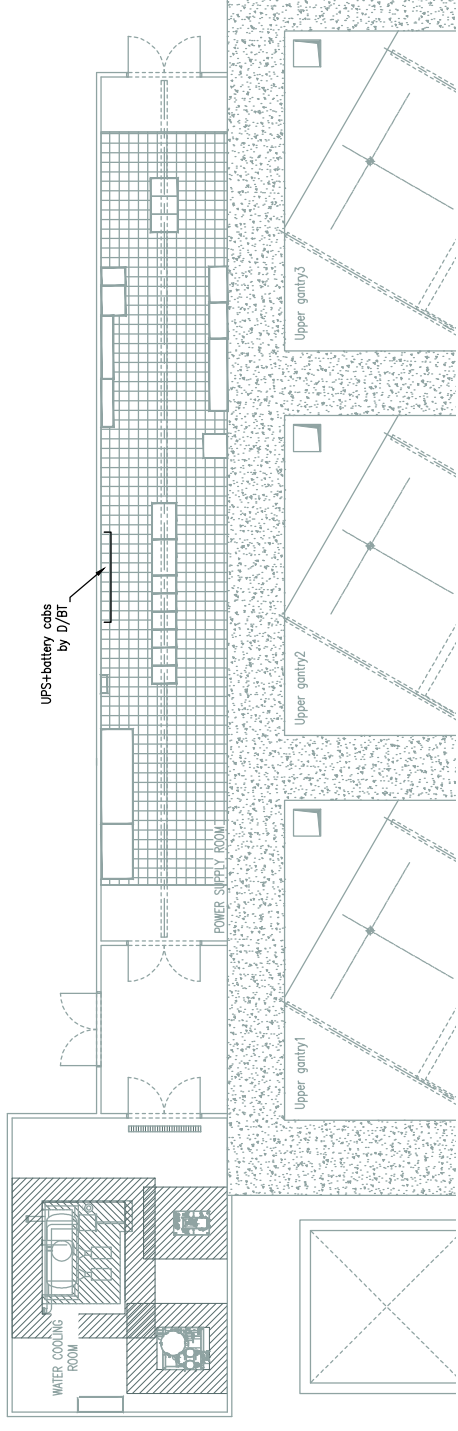 Upper gantry3
UPS+battery cabs
by D/BT
Upper gantry2
POWER SUPPLY ROOM
Upper gantry1
WATER COOLING
ROOM